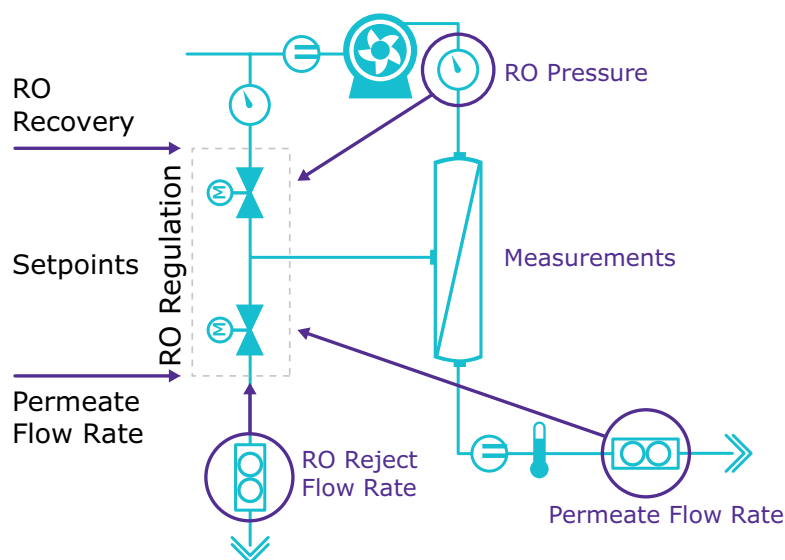 RO
Recovery
RO Pressure
M
RO Regulation
Setpoints
Measurements
M
Permeate
Flow Rate
RO Reject
Flow Rate
Permeate Flow Rate